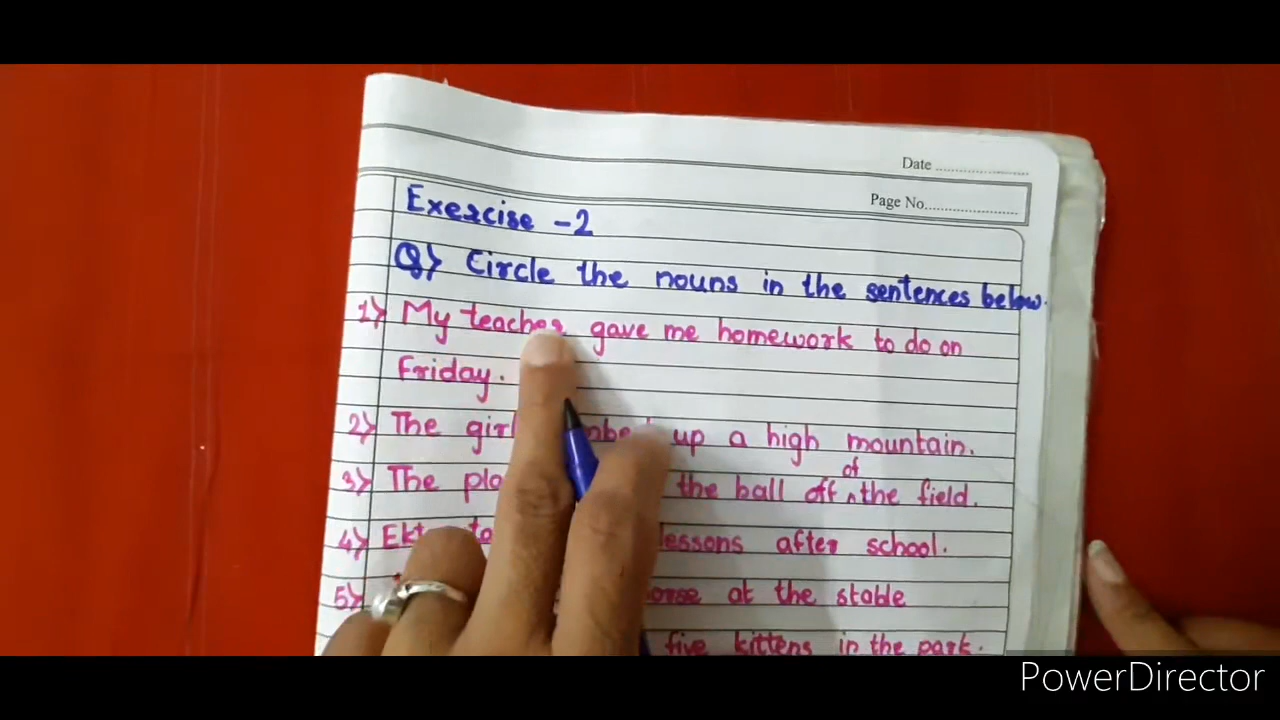 Date
Page No.
Exercise -2
Q) Circle the nouns in the sentences below.
1) My teacher gave me homework to do on
Friday.
2) The up a high mountain.
3) The the ball off of the field.
4) lessons after school.
5) horse at the stable
five kittens in the park.
PowerDirector